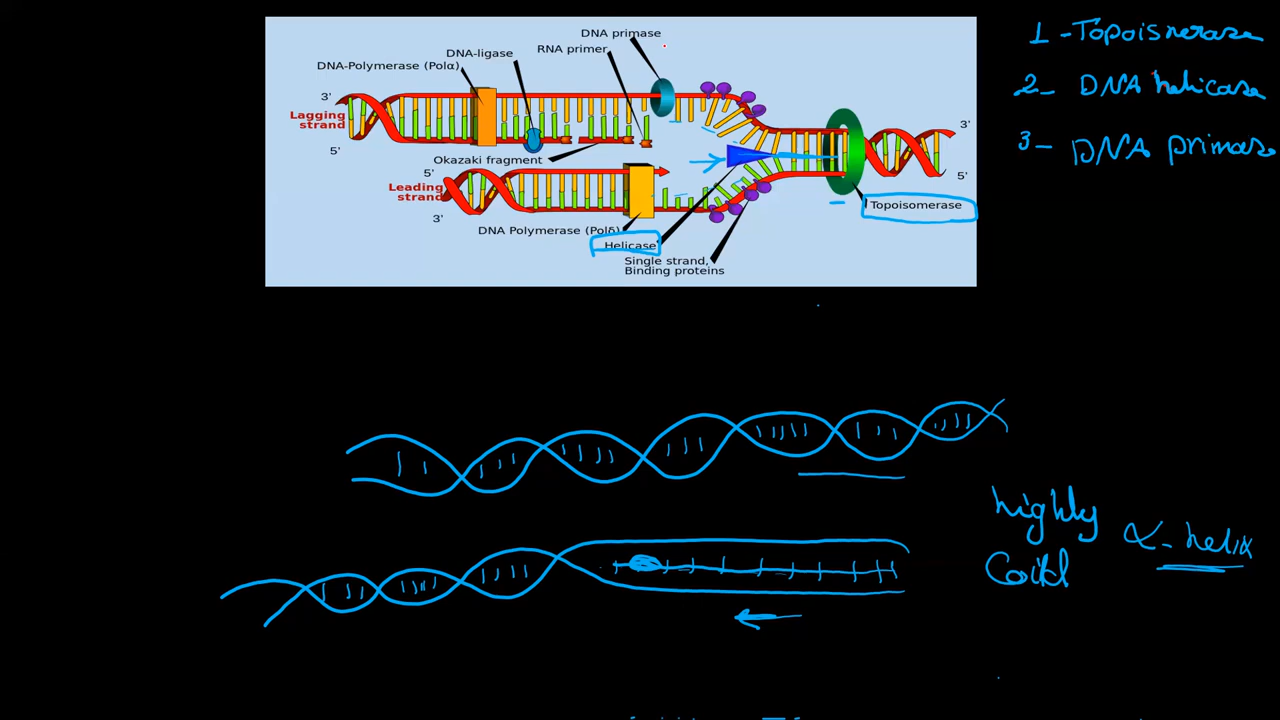 DNA primase
RNA primer
DNA-ligase
DNA-Polymerase (Polα)
3'
Lagging
strand
5'
Okazaki fragment
5'
Leading
strand
3'
DNA Polymerase (Polδ)
Helicase
Single strand,
Binding proteins
Topoisomerase
3'
5'
1 - Topoismerase
2 - DNA helicase
3 - DNA primase
highly
coild
α - helix